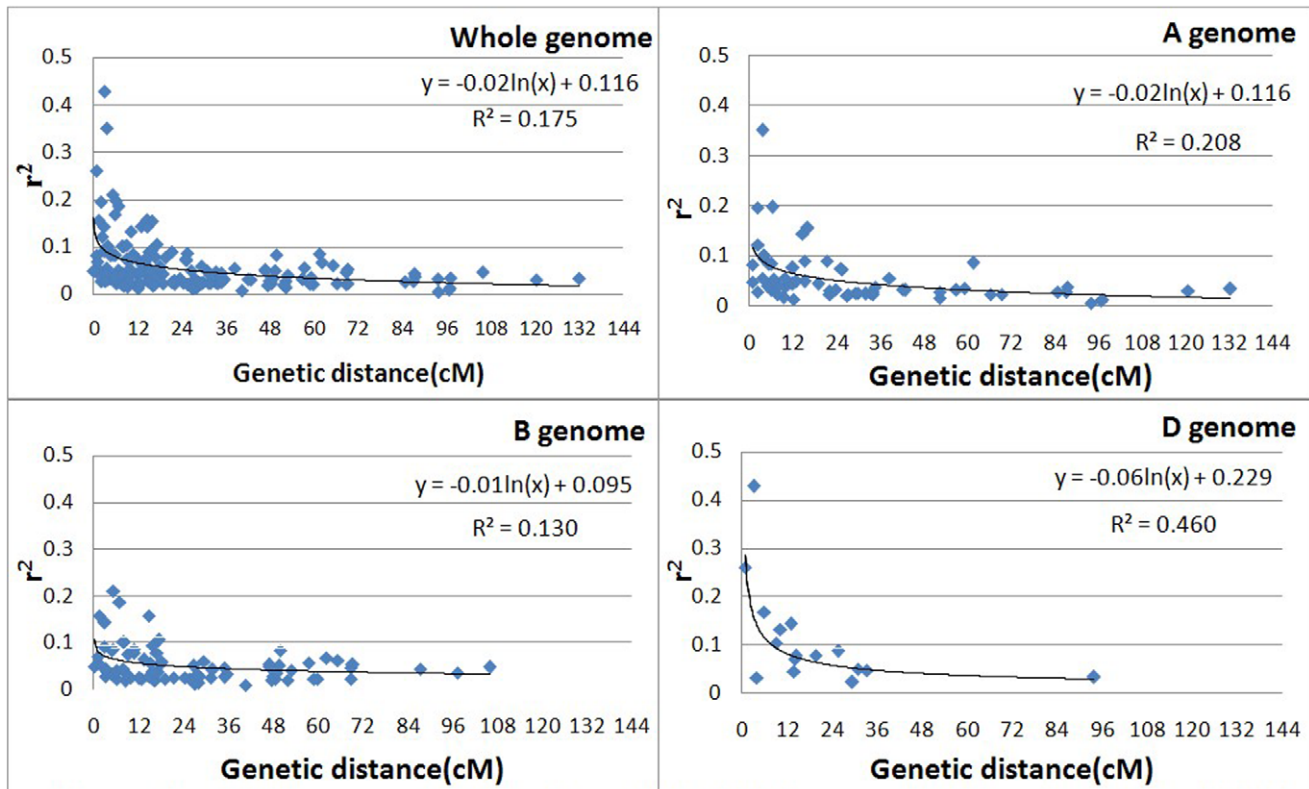 Whole genome
y = -0.02ln(x) + 0.116
R² = 0.175
0.5
0.4
0.3
0.2
0.1
0
r²
0 12 24 36 48 60 72 84 96 108 120 132 144
Genetic distance(cM)
A genome
y = -0.02ln(x) + 0.116
R² = 0.208
0.5
0.4
0.3
0.2
0.1
0
r²
0 12 24 36 48 60 72 84 96 108 120 132 144
Genetic distance(cM)
B genome
y = -0.01ln(x) + 0.095
R² = 0.130
0.5
0.4
0.3
0.2
0.1
0
r²
0 12 24 36 48 60 72 84 96 108 120 132 144
Genetic distance(cM)
D genome
y = -0.06ln(x) + 0.229
R² = 0.460
0.5
0.4
0.3
0.2
0.1
0
r²
0 12 24 36 48 60 72 84 96 108 120 132 144
Genetic distance(cM)